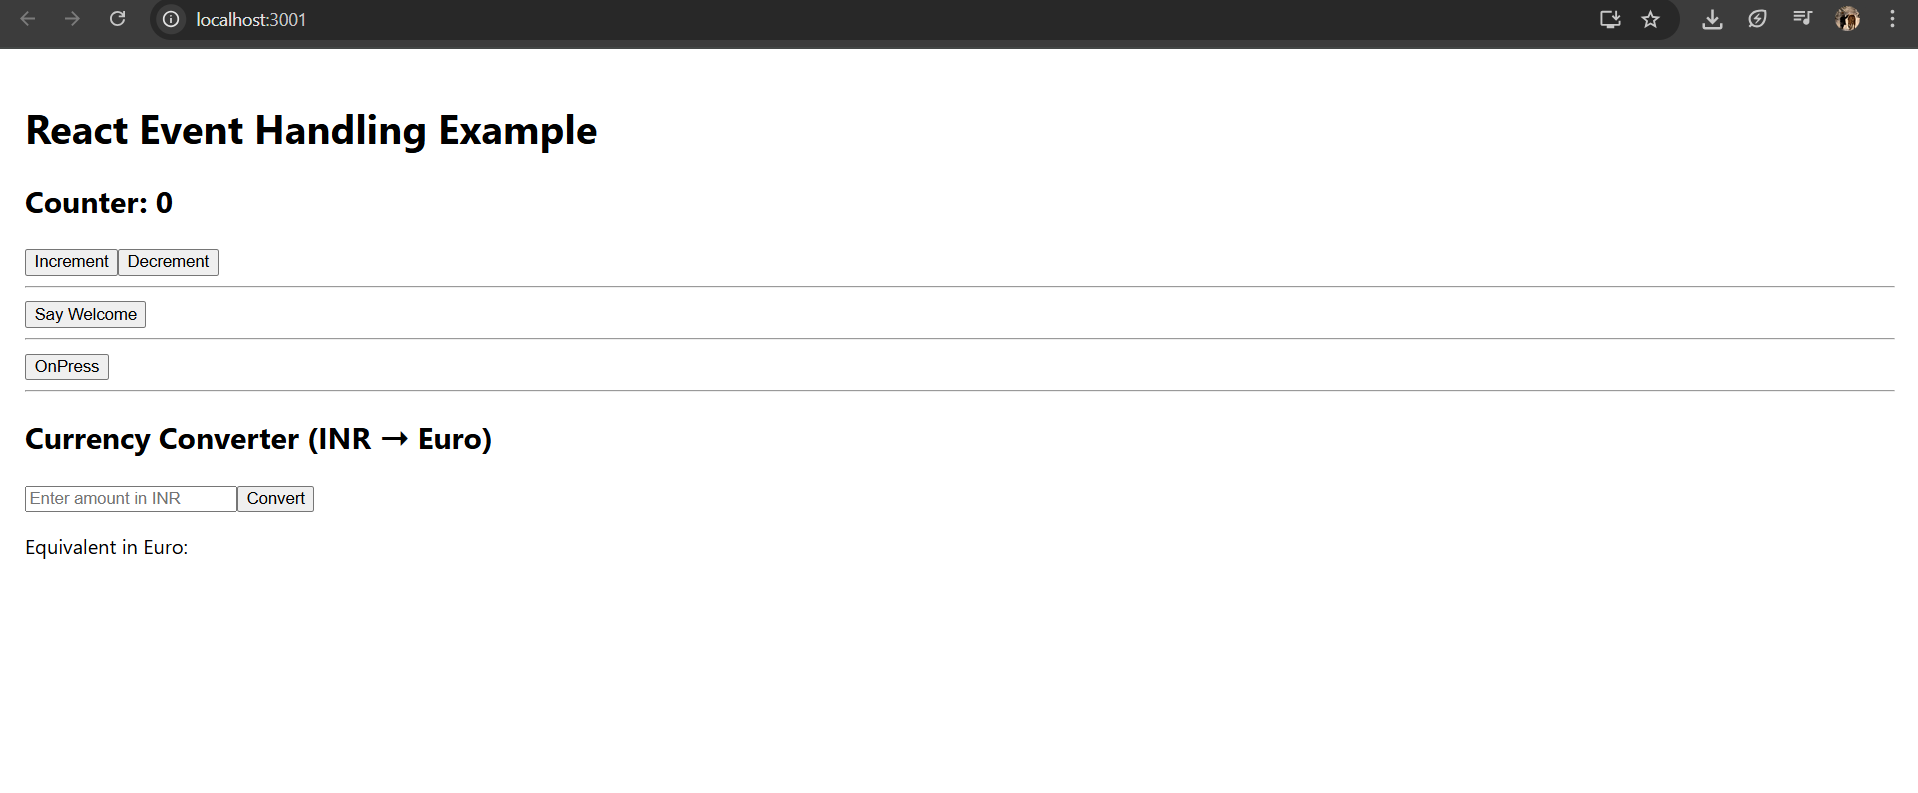 localhost:3001
React Event Handling Example
Counter: 0
Increment Decrement
Say Welcome
OnPress
Currency Converter (INR → Euro)
Enter amount in INR Convert
Equivalent in Euro: